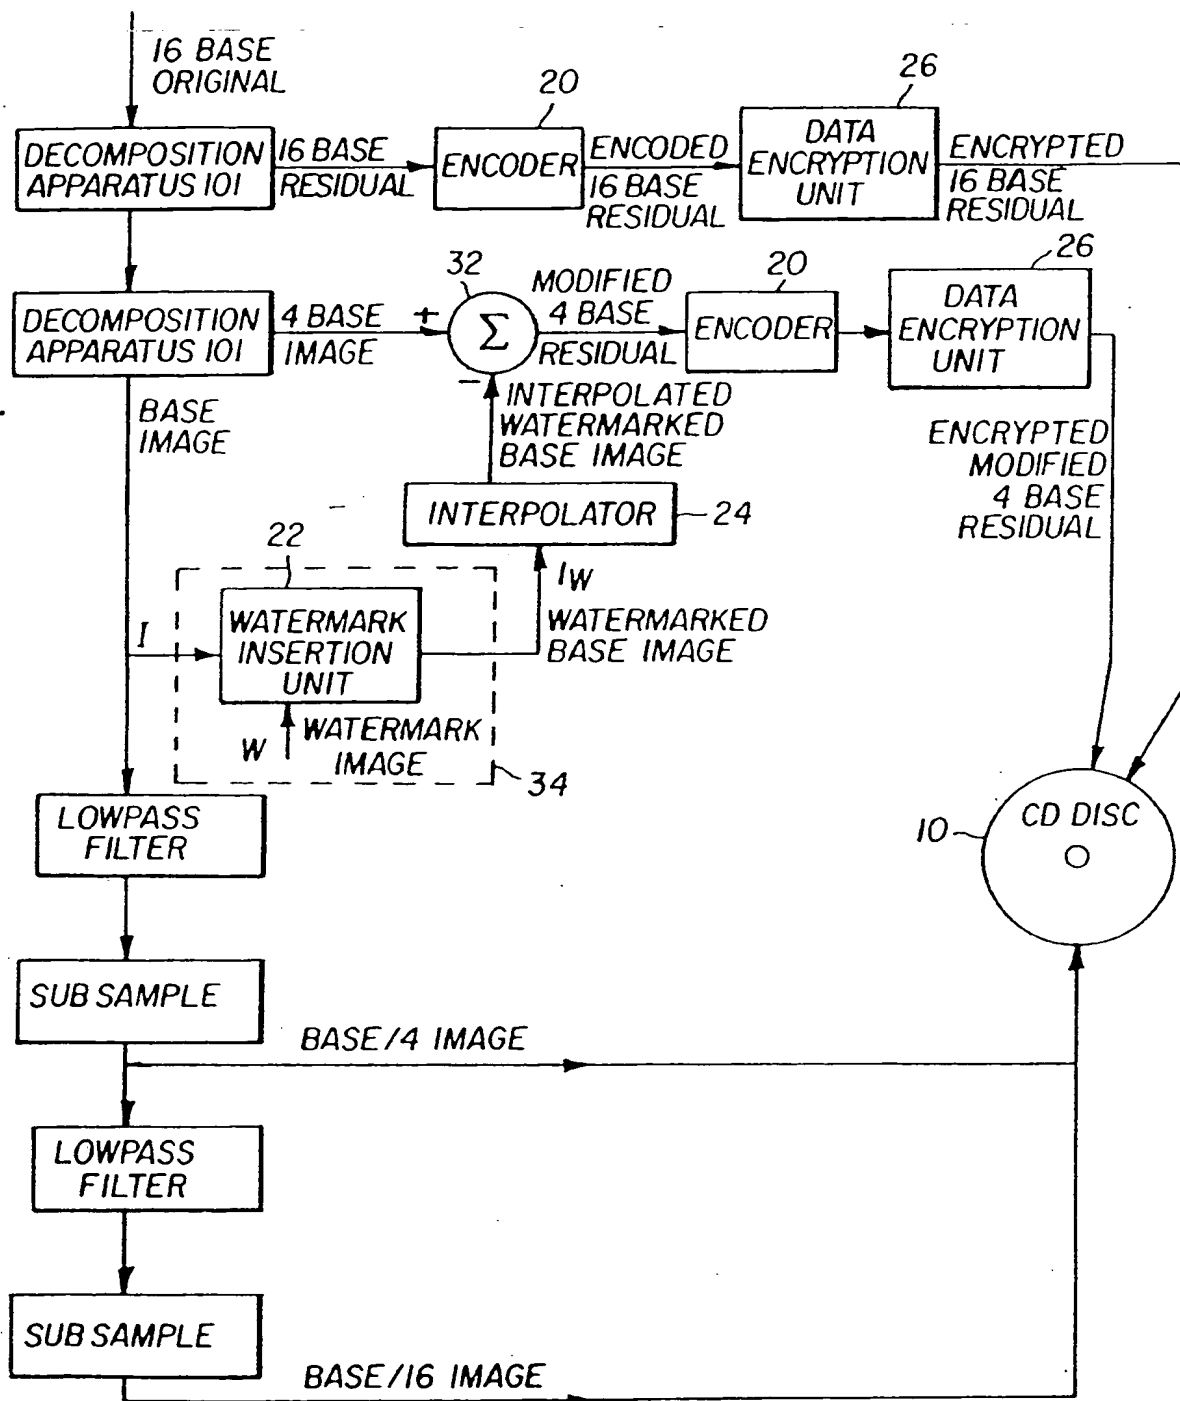 16 BASE
ORIGINAL
20
26
DECOMPOSITION
APPARATUS 101
16 BASE
RESIDUAL
ENCODER
ENCODED
16 BASE
RESIDUAL
DATA
ENCRYPTION
UNIT
ENCRYPTED
16 BASE
RESIDUAL
DECOMPOSITION
APPARATUS 101
4 BASE
IMAGE
+
-
32
Σ
MODIFIED
4 BASE
RESIDUAL
20
ENCODER
26
DATA
ENCRYPTION
UNIT
BASE
IMAGE
INTERPOLATED
WATERMARKED
BASE IMAGE
ENCRYPTED
MODIFIED
4 BASE
RESIDUAL
INTERPOLATOR
24
22
I
WATERMARK
INSERTION
UNIT
IW
WATERMARKED
BASE IMAGE
W
WATERMARK
IMAGE
34
LOWPASS
FILTER
10
CD DISC
SUB SAMPLE
BASE/4 IMAGE
LOWPASS
FILTER
SUB SAMPLE
BASE/16 IMAGE